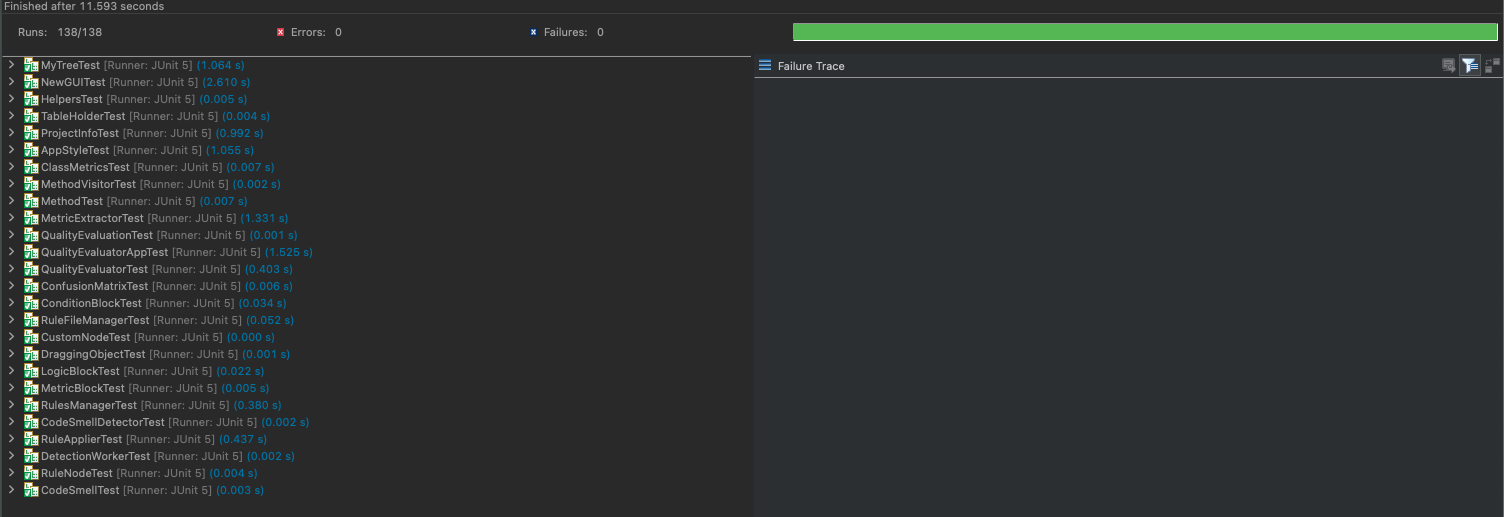 Finished after 11.593 seconds
Runs: 138/138 Errors: 0 Failures: 0
MyTreeTest [Runner: JUnit 5] (1.064 s)
Failure Trace
NewGUITest [Runner: JUnit 5] (2.610 s)
HelpersTest [Runner: JUnit 5] (0.005 s)
TableHolderTest [Runner: JUnit 5] (0.004 s)
ProjectInfoTest [Runner: JUnit 5] (0.992 s)
AppStyleTest [Runner: JUnit 5] (1.055 s)
ClassMetricsTest [Runner: JUnit 5] (0.007 s)
MethodVisitorTest [Runner: JUnit 5] (0.002 s)
MethodTest [Runner: JUnit 5] (0.007 s)
MetricExtractorTest [Runner: JUnit 5] (1.331 s)
QualityEvaluationTest [Runner: JUnit 5] (0.001 s)
QualityEvaluatorAppTest [Runner: JUnit 5] (1.525 s)
QualityEvaluatorTest [Runner: JUnit 5] (0.403 s)
ConfusionMatrixTest [Runner: JUnit 5] (0.006 s)
ConditionBlockTest [Runner: JUnit 5] (0.034 s)
RuleFileManagerTest [Runner: JUnit 5] (0.052 s)
CustomNodeTest [Runner: JUnit 5] (0.000 s)
DraggingObjectTest [Runner: JUnit 5] (0.001 s)
LogicBlockTest [Runner: JUnit 5] (0.022 s)
MetricBlockTest [Runner: JUnit 5] (0.005 s)
RulesManagerTest [Runner: JUnit 5] (0.380 s)
CodeSmellDetectorTest [Runner: JUnit 5] (0.002 s)
RuleApplierTest [Runner: JUnit 5] (0.437 s)
DetectionWorkerTest [Runner: JUnit 5] (0.002 s)
RuleNodeTest [Runner: JUnit 5] (0.004 s)
CodeSmellTest [Runner: JUnit 5] (0.003 s)